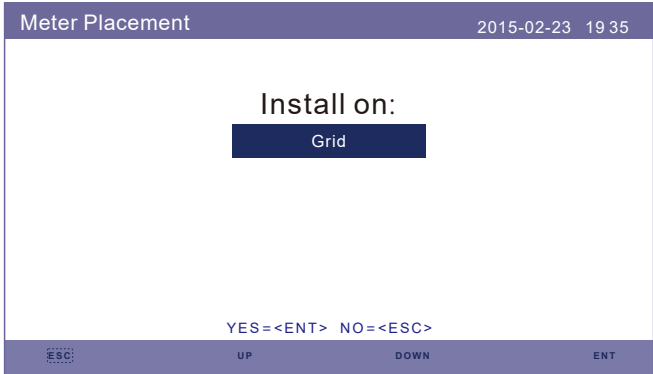 Meter Placement 2015-02-23 19 35
Install on:
Grid
YES=<ENT> NO=<ESC>
ESC UP DOWN ENT